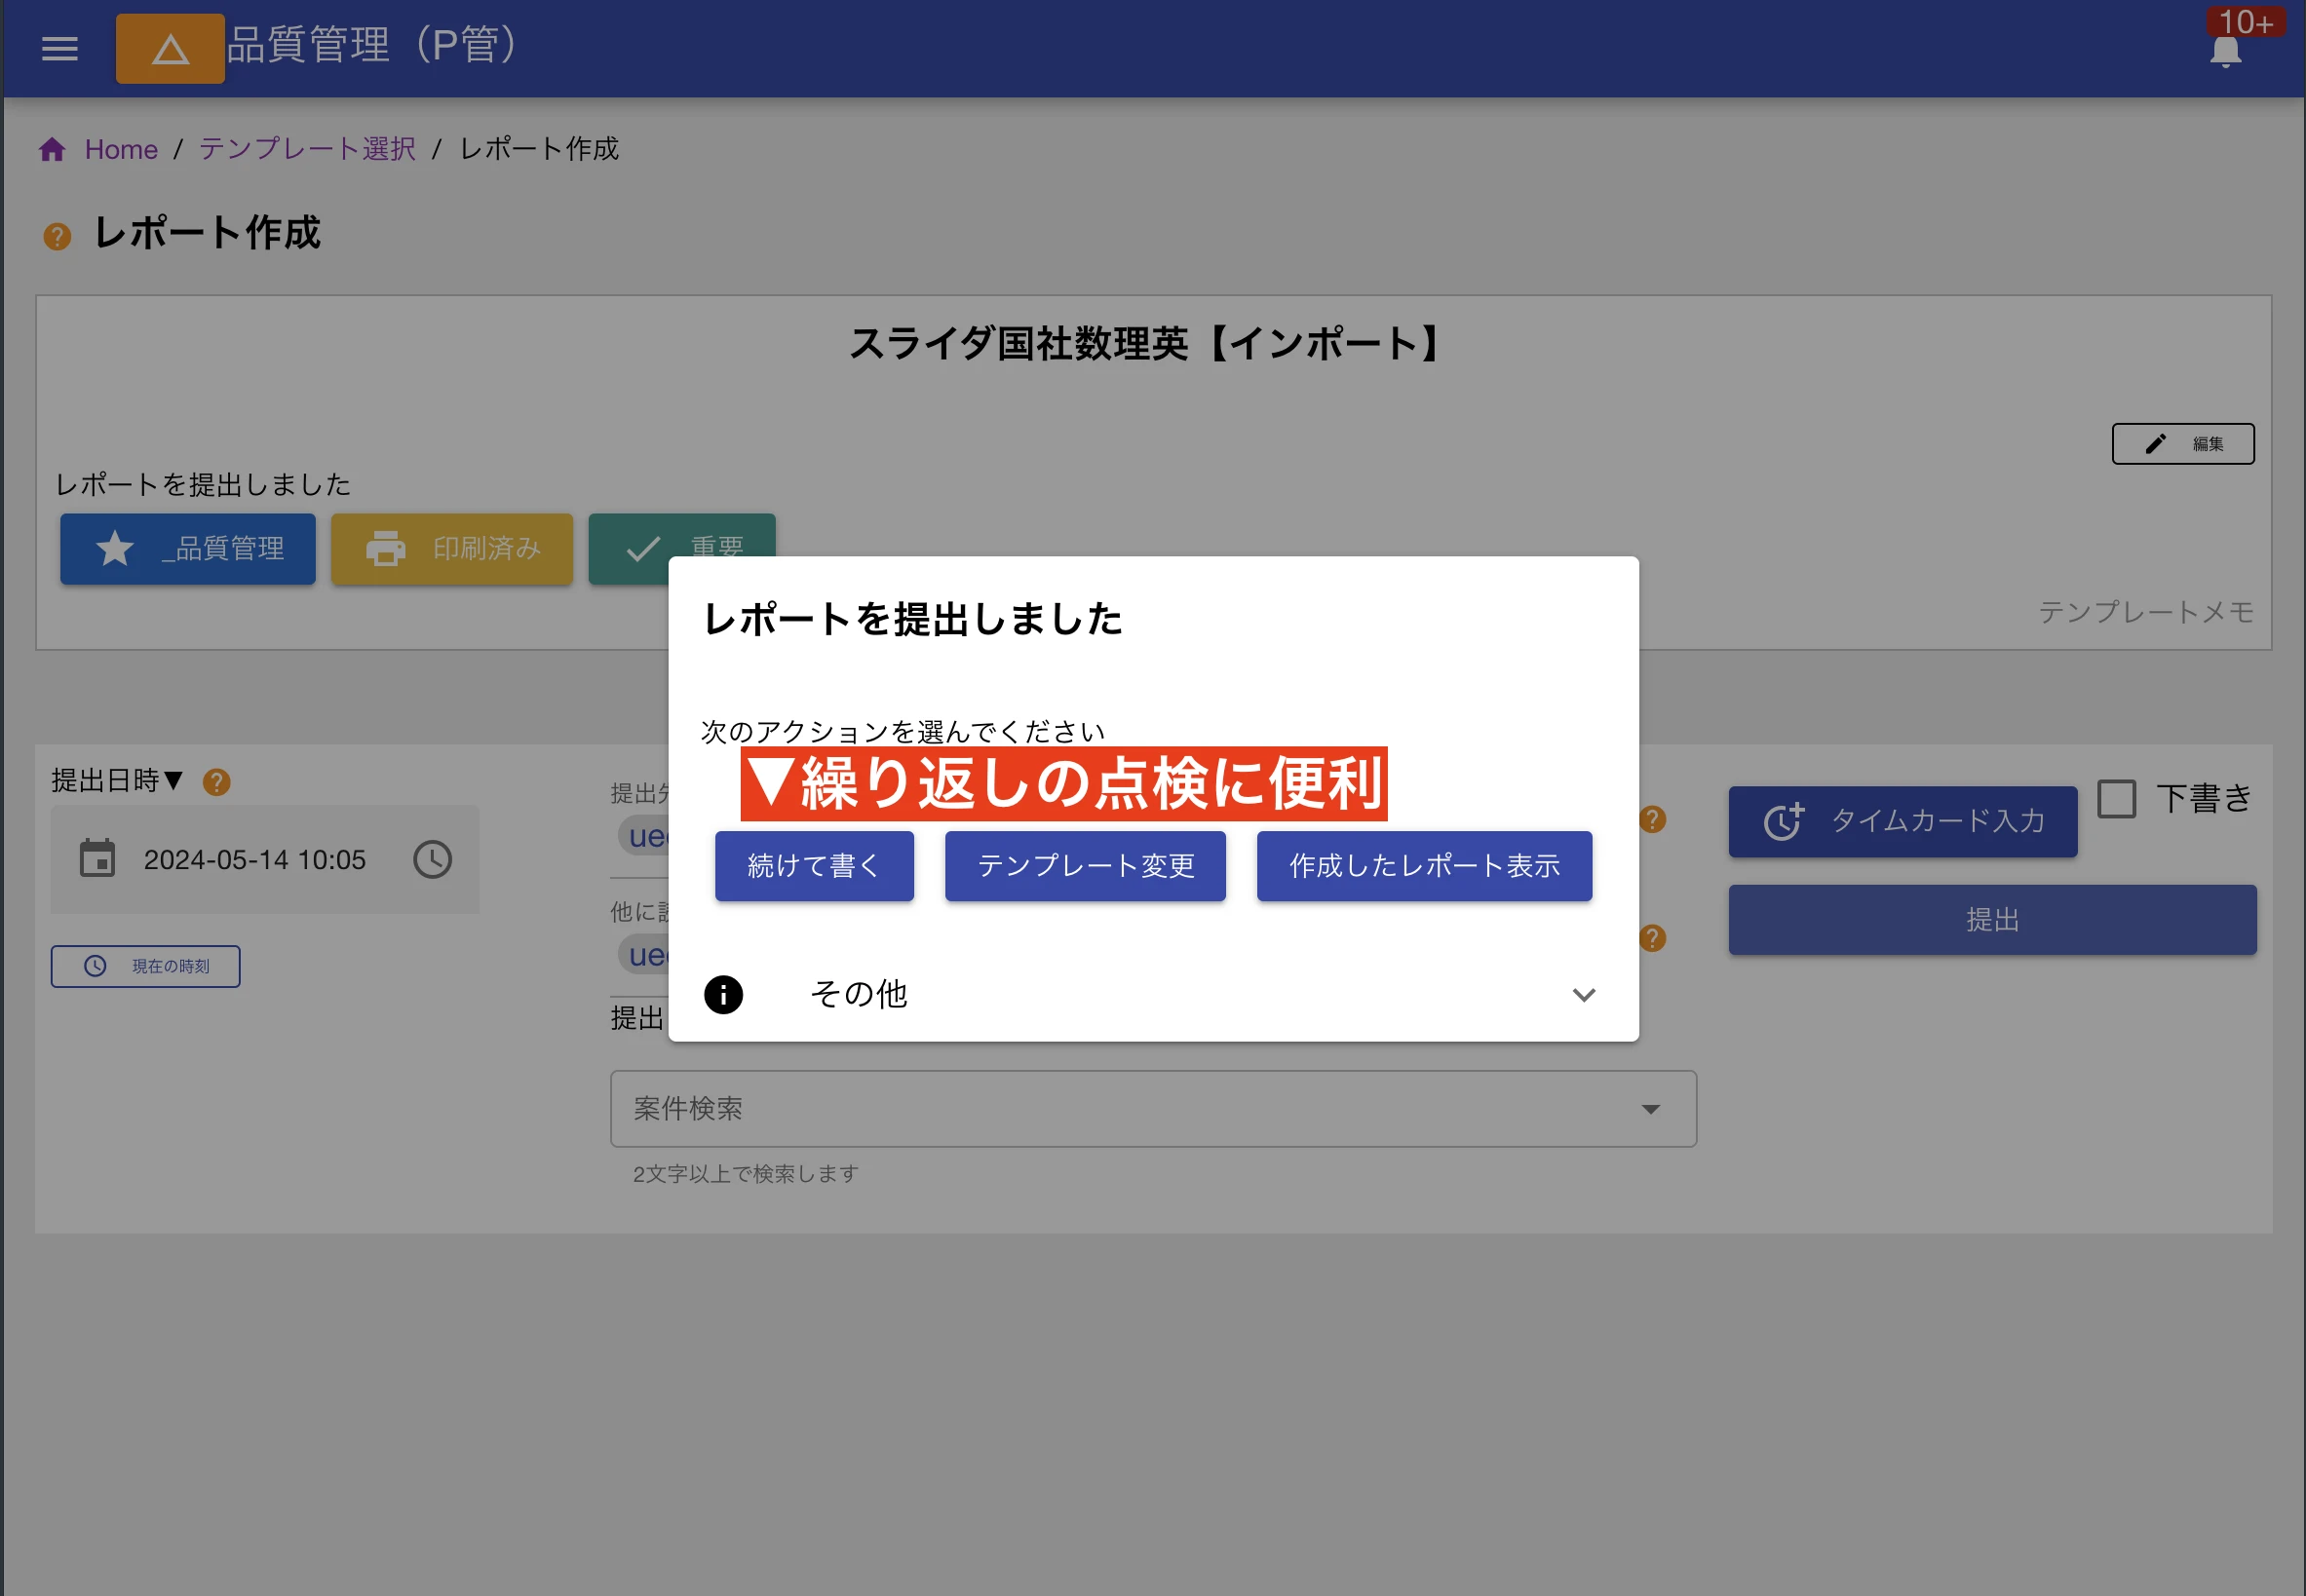 品質管理（P管）
10+
Home / テンプレート選択 / レポート作成
レポート作成
スライダ国社数理英【インポート】
編集
レポートを提出しました
_品質管理
印刷済み
重要
テンプレートメモ
レポートを提出しました
次のアクションを選んでください
▼繰り返しの点検に便利
続けて書く
テンプレート変更
作成したレポート表示
その他
提出日時▼
2024-05-14 10:05
現在の時刻
提出
他に
提出
案件検索
2文字以上で検索します
タイムカード入力
下書き
提出